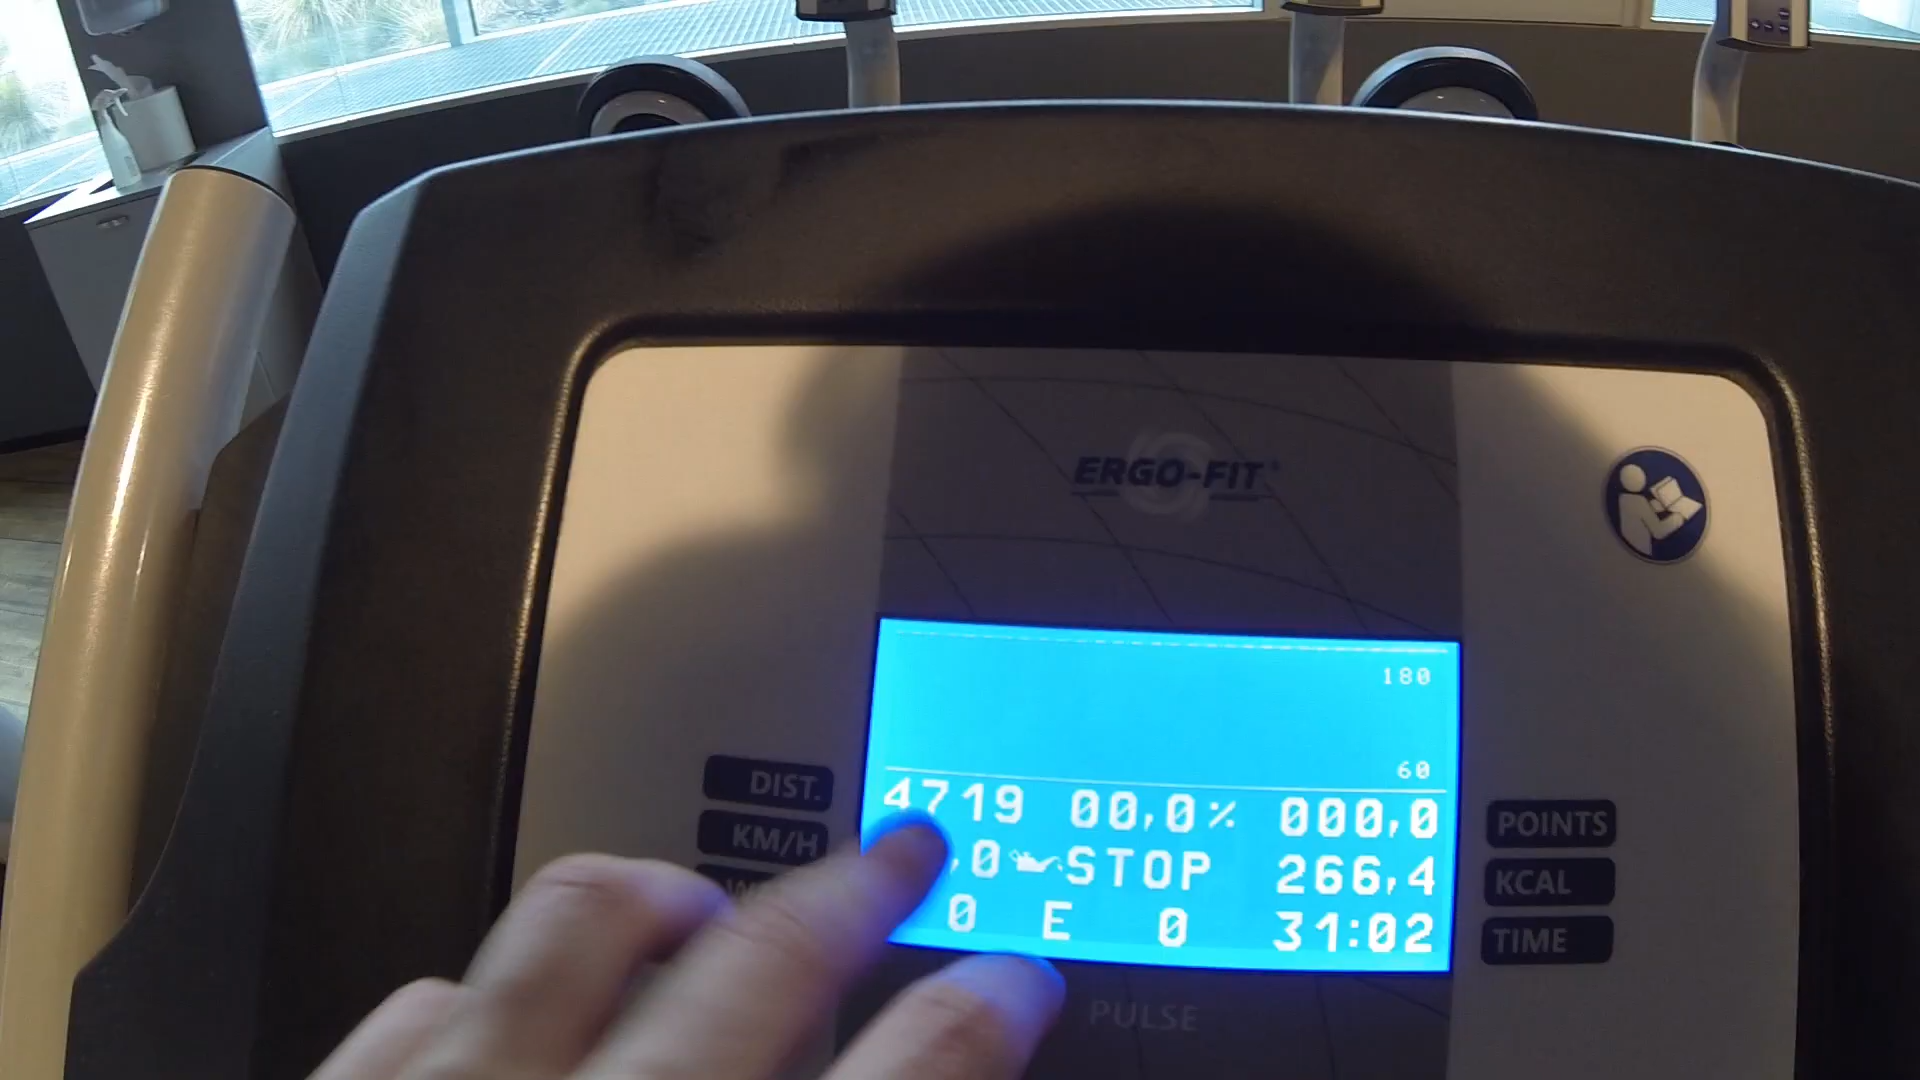 ERGO-FIT
180
60
DIST. 4719 00,0% 000,0 POINTS
KM/H ,0 STOP 266,4 KCAL
0 E 0 31:02 TIME
PULSE